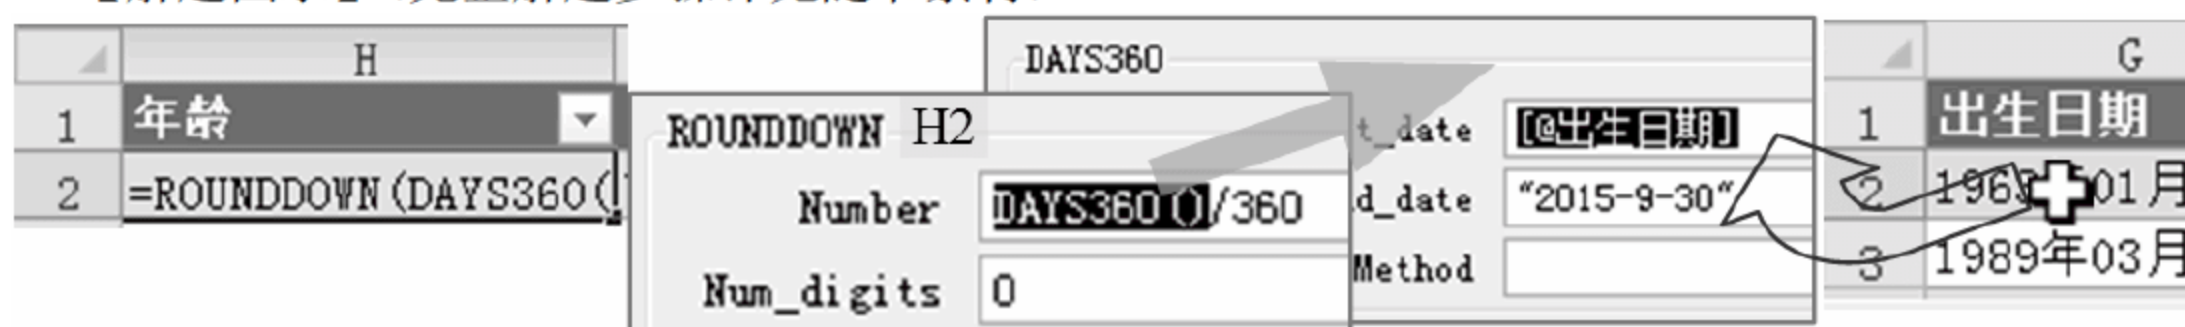 H
1 年龄
2 =ROUNDDOWN(DAYS360(
ROUNDDOWN H2
Number DAYS360()/360
Num_digits 0
DAYS360
t_date [@出生日期]
d_date "2015-9-30"
Method
G
1 出生日期
2 1963 01月
3 1989年03月